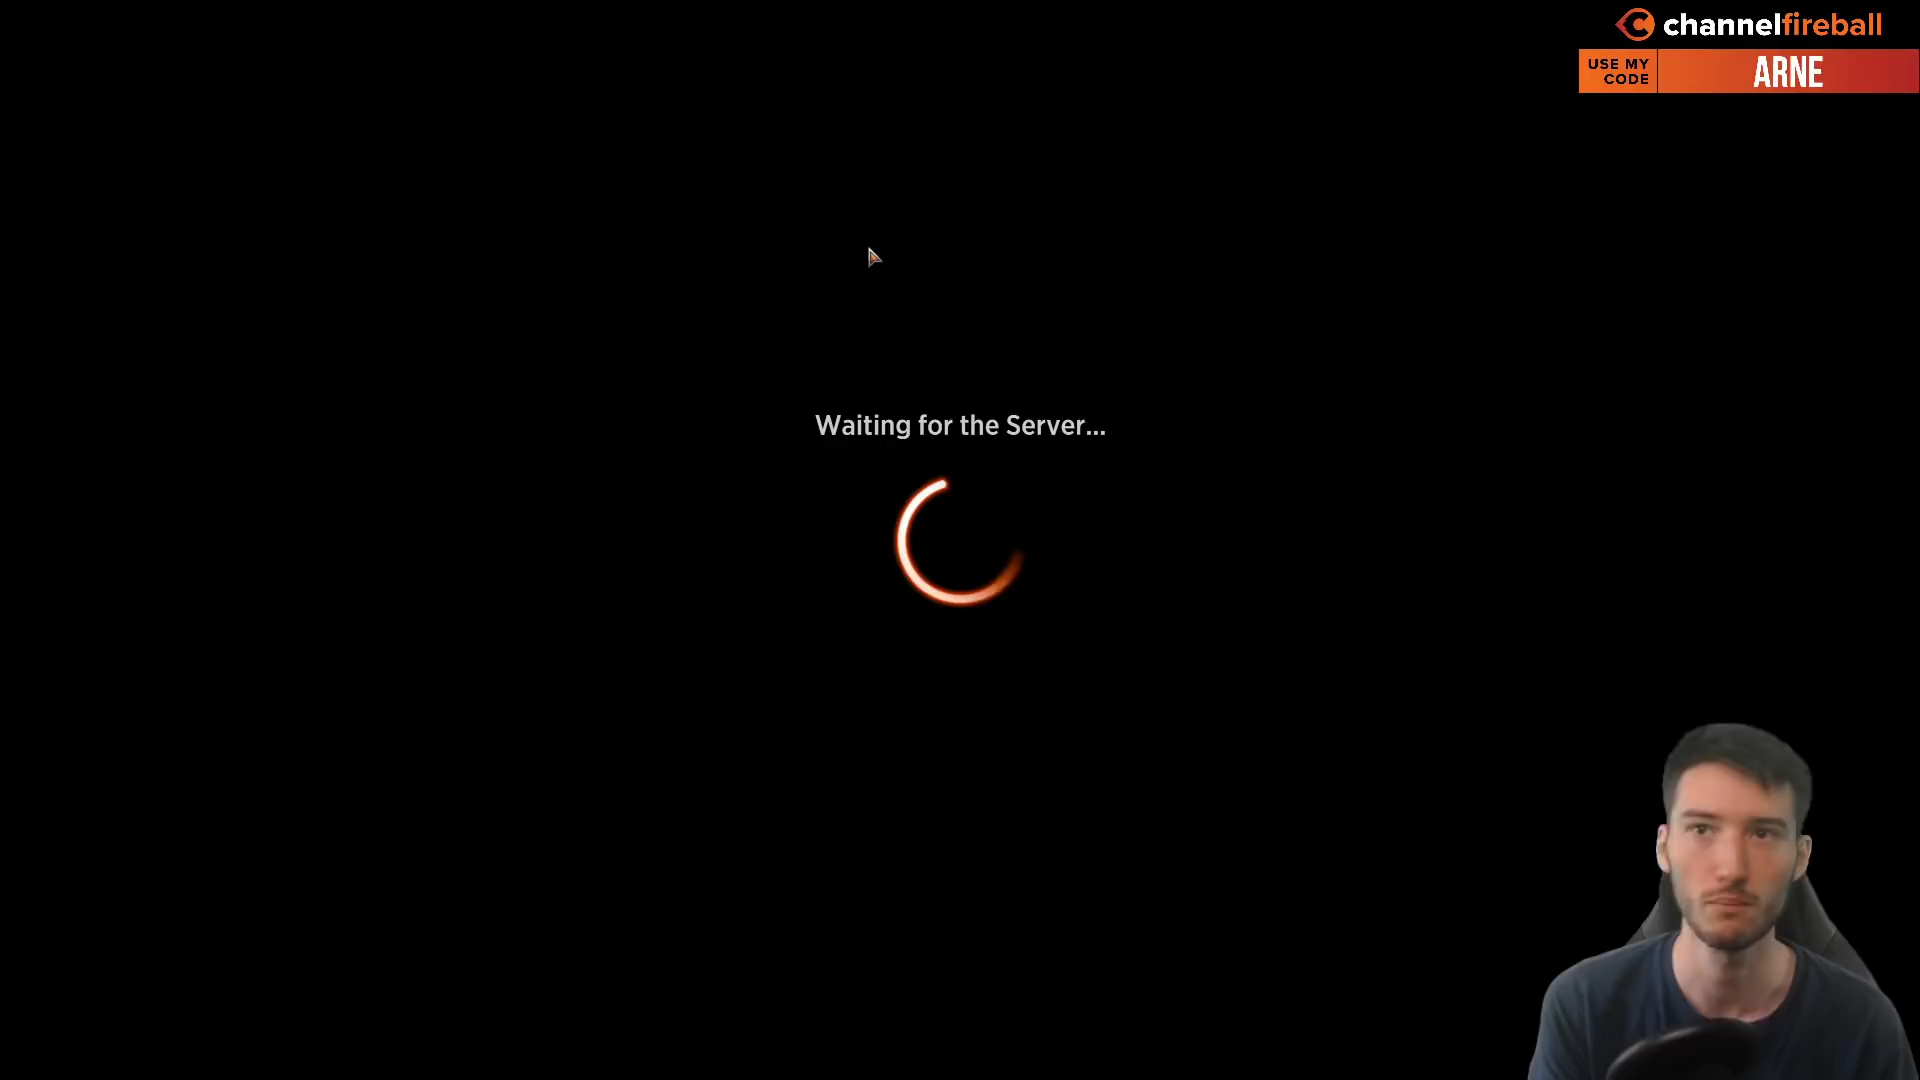 channelfireball
USE MY
CODE
ARNE
Waiting for the Server...